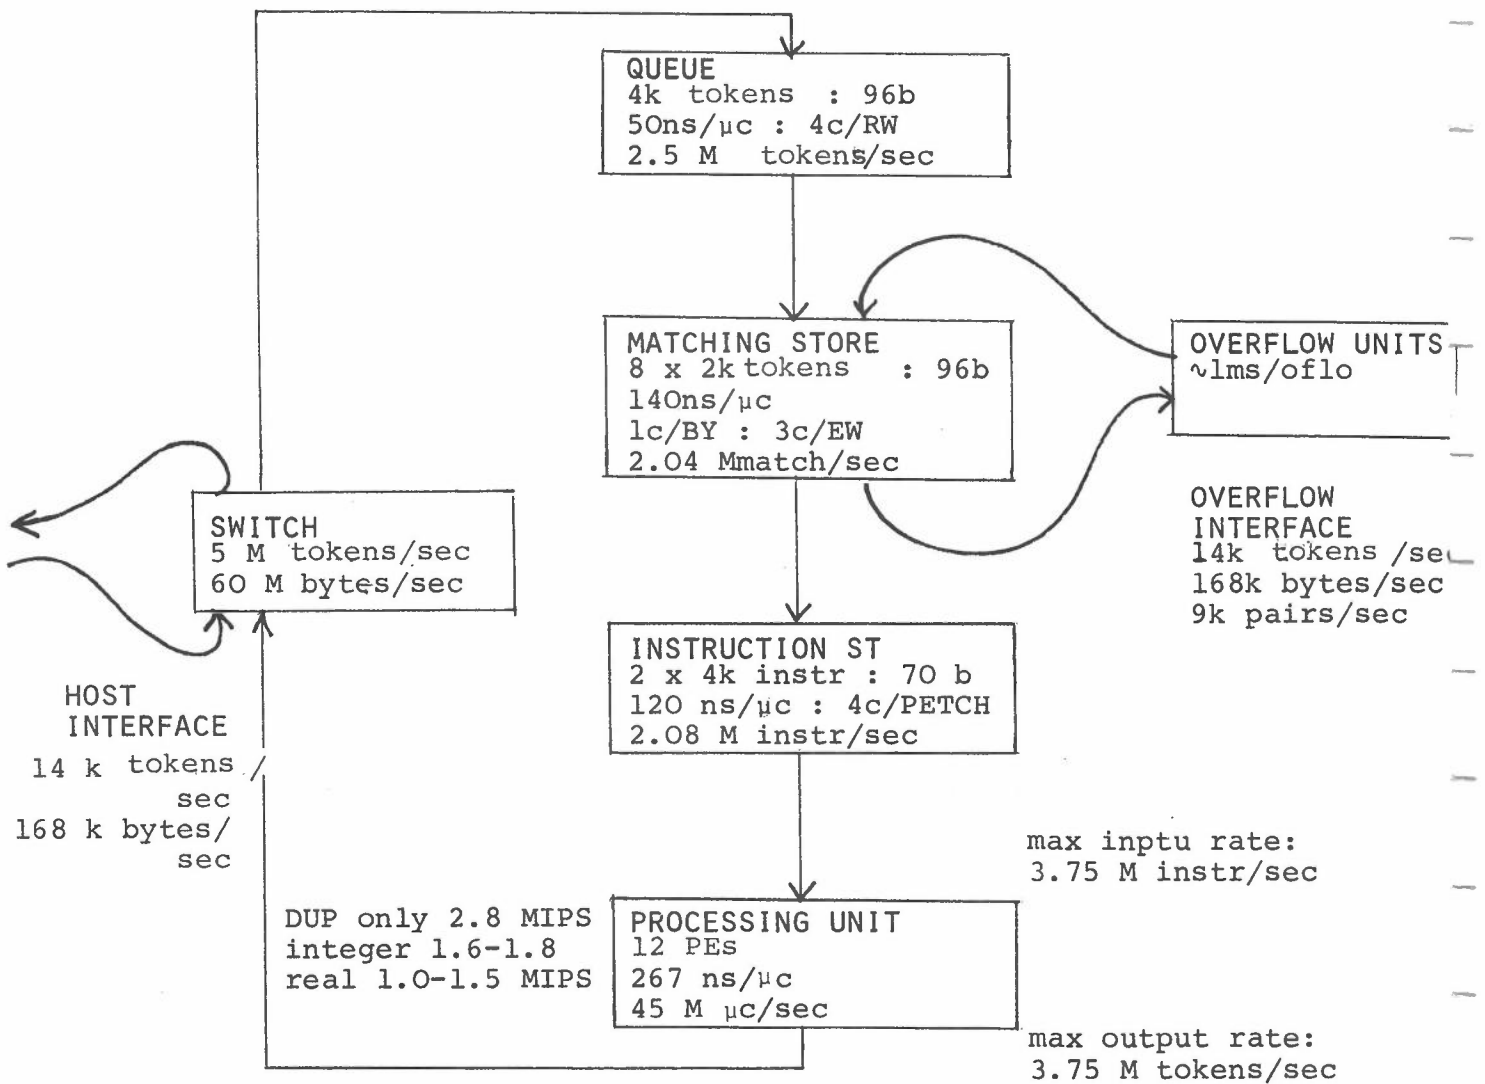 QUEUE
4k tokens : 96b
50ns/μc : 4c/RW
2.5 M tokens/sec
MATCHING STORE
8 x 2k tokens : 96b
140ns/μc
1c/BY : 3c/EW
2.04 Mmatch/sec
OVERFLOW UNITS
~1ms/oflo
OVERFLOW
INTERFACE
14k tokens /se
168k bytes/sec
9k pairs/sec
SWITCH
5 M tokens/sec
60 M bytes/sec
HOST
INTERFACE
14 k tokens /
sec
168 k bytes/
sec
INSTRUCTION ST
2 x 4k instr : 70 b
120 ns/μc : 4c/PETCH
2.08 M instr/sec
max inptu rate:
3.75 M instr/sec
DUP only 2.8 MIPS
integer 1.6-1.8
real 1.0-1.5 MIPS
PROCESSING UNIT
12 PEs
267 ns/μc
45 M μc/sec
max output rate:
3.75 M tokens/sec